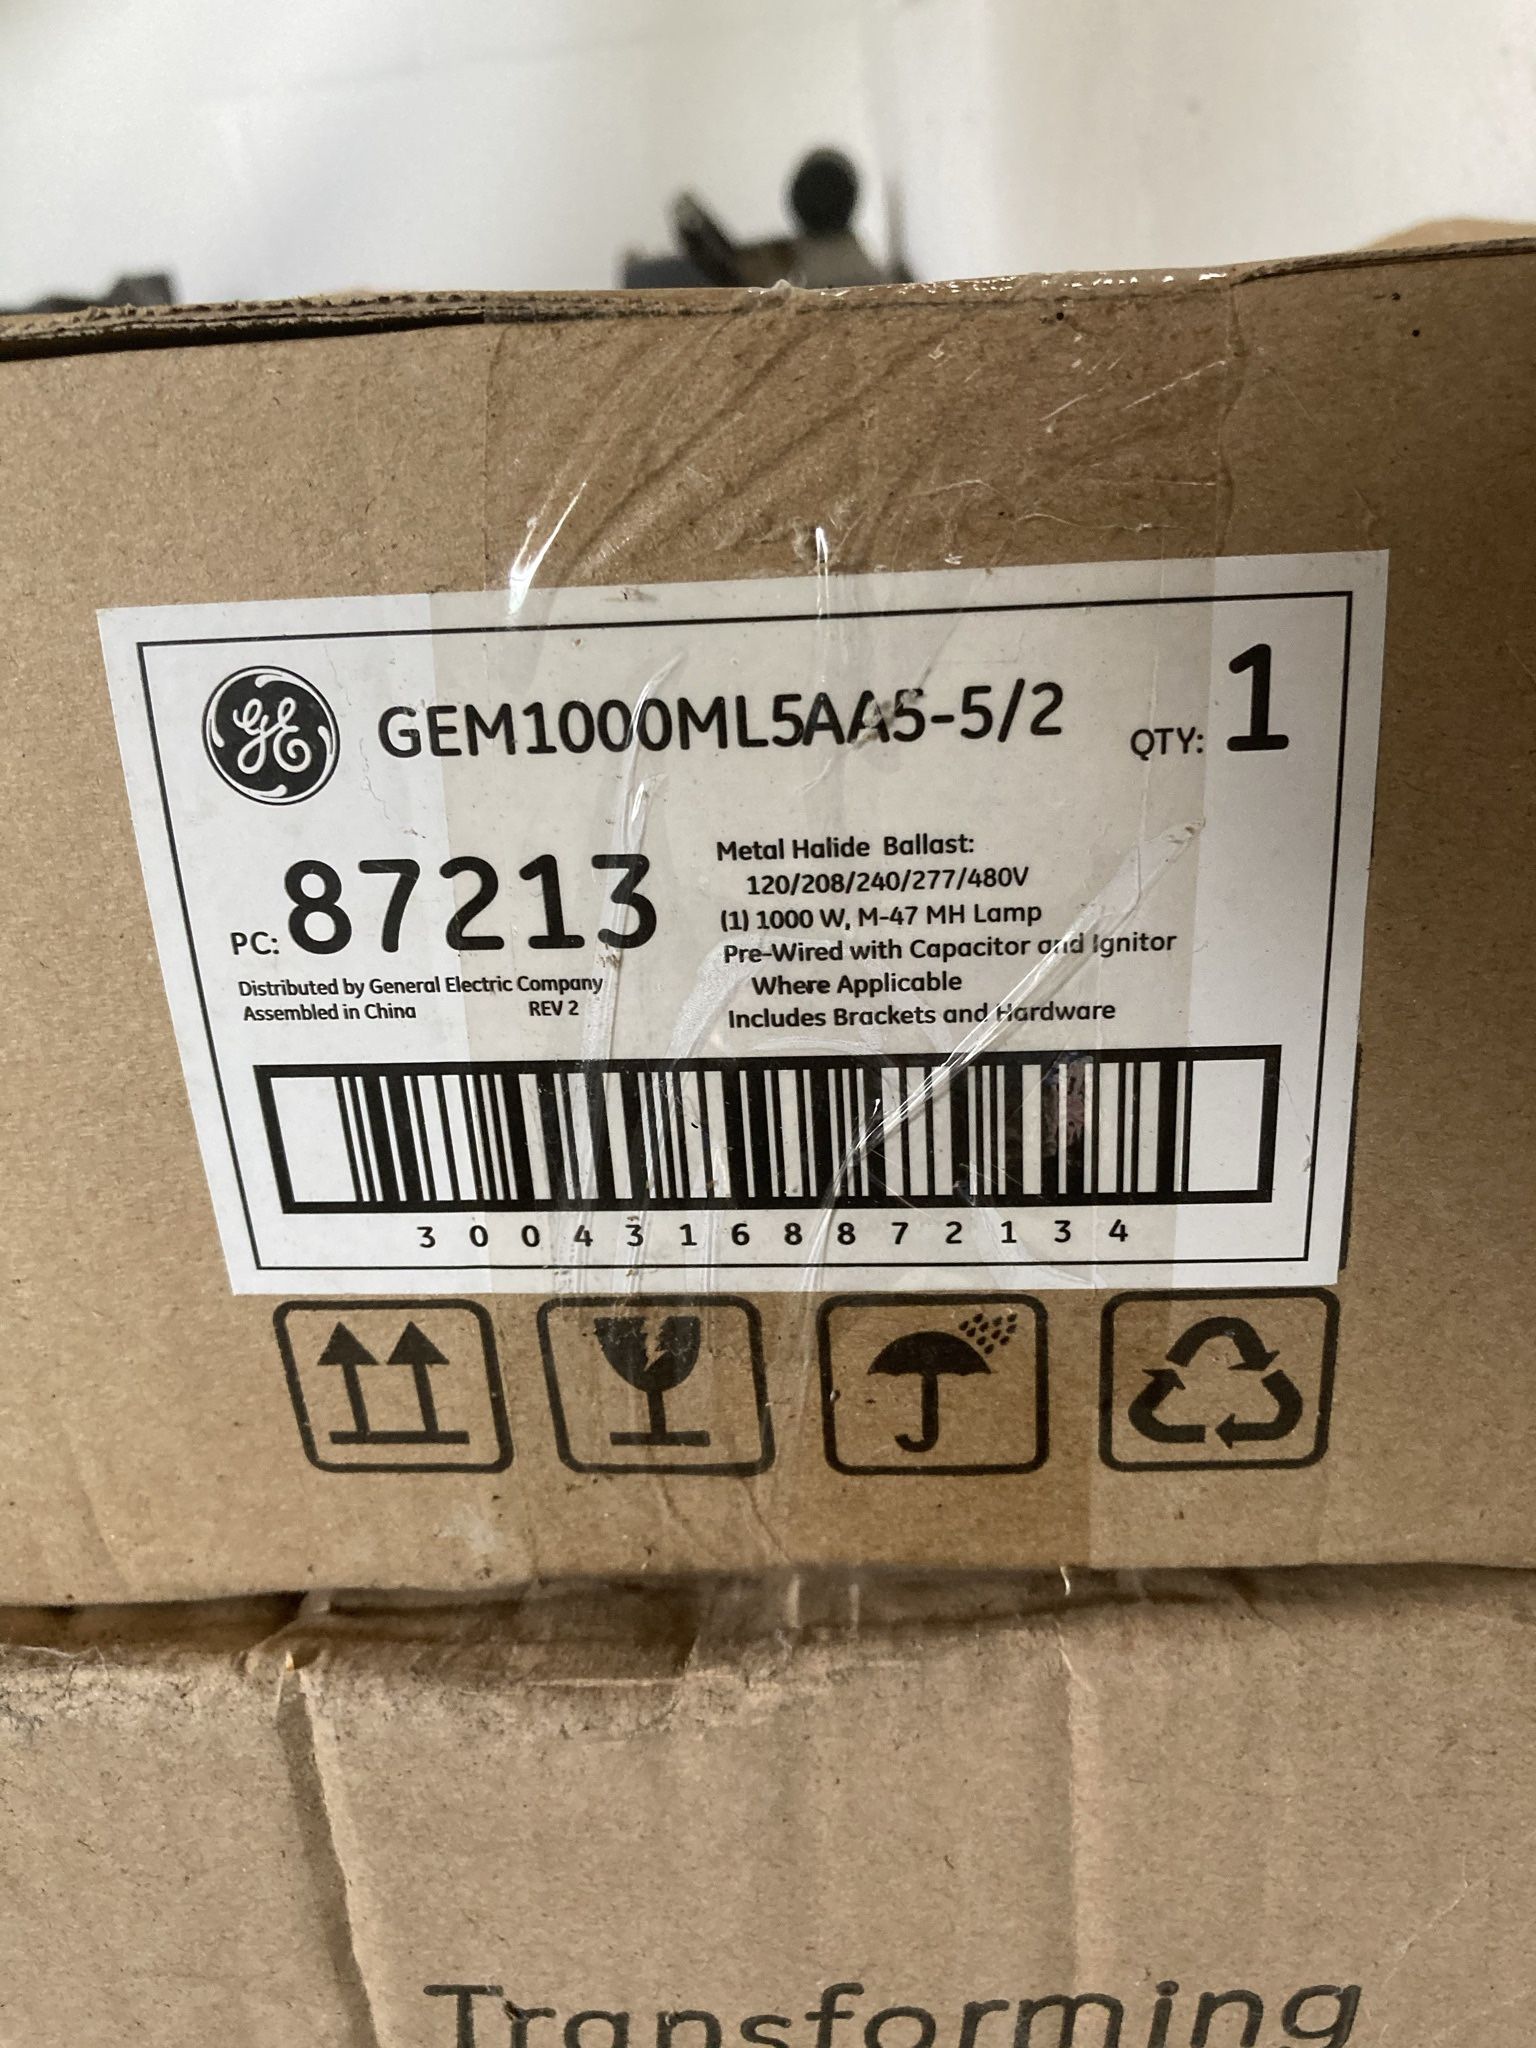 GE
GEM1000ML5AA5-5/2
QTY: 1
PC: 87213
Metal Halide Ballast:
120/208/240/277/480V
(1) 1000 W, M-47 MH Lamp
Pre-Wired with Capacitor and Ignitor
Where Applicable
Includes Brackets and Hardware
Distributed by General Electric Company
Assembled in China REV 2
3 0 0 4 3 1 6 8 8 7 2 1 3 4
Transforming